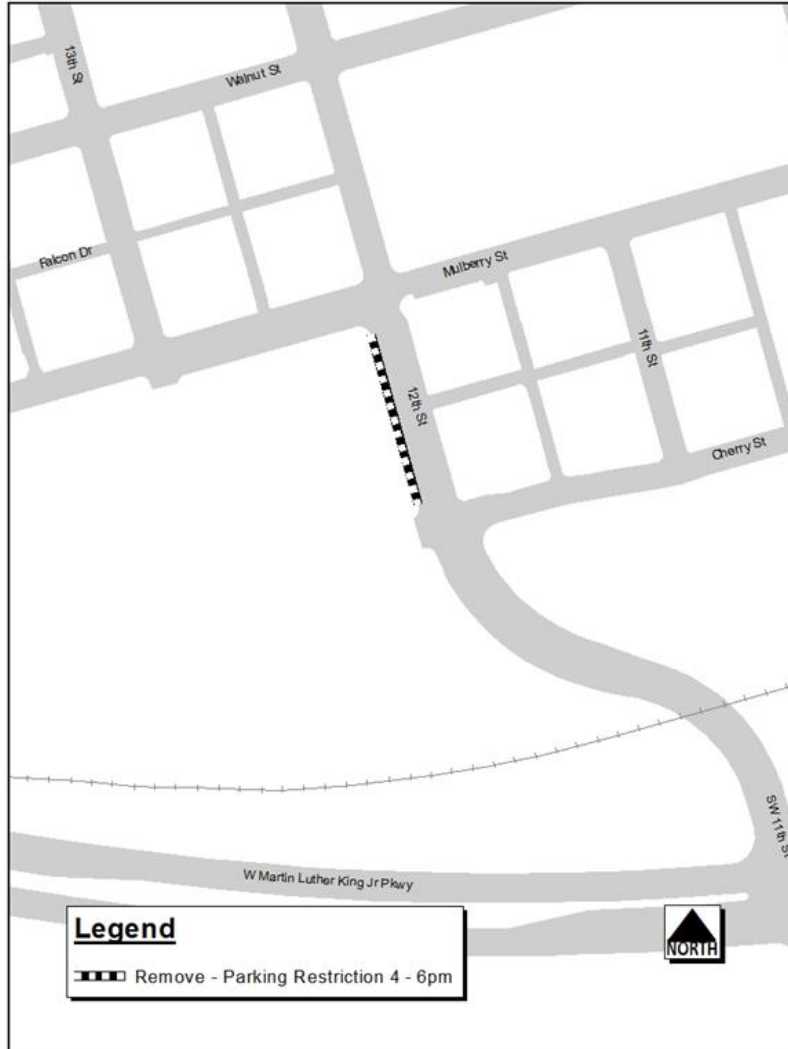 13th St
Walnut St
Falcon Dr
Mulberry St
11th St
12th St
Cherry St
SW 11th St
W Martin Luther King Jr Pkwy
Legend
Remove - Parking Restriction 4 - 6pm
NORTH